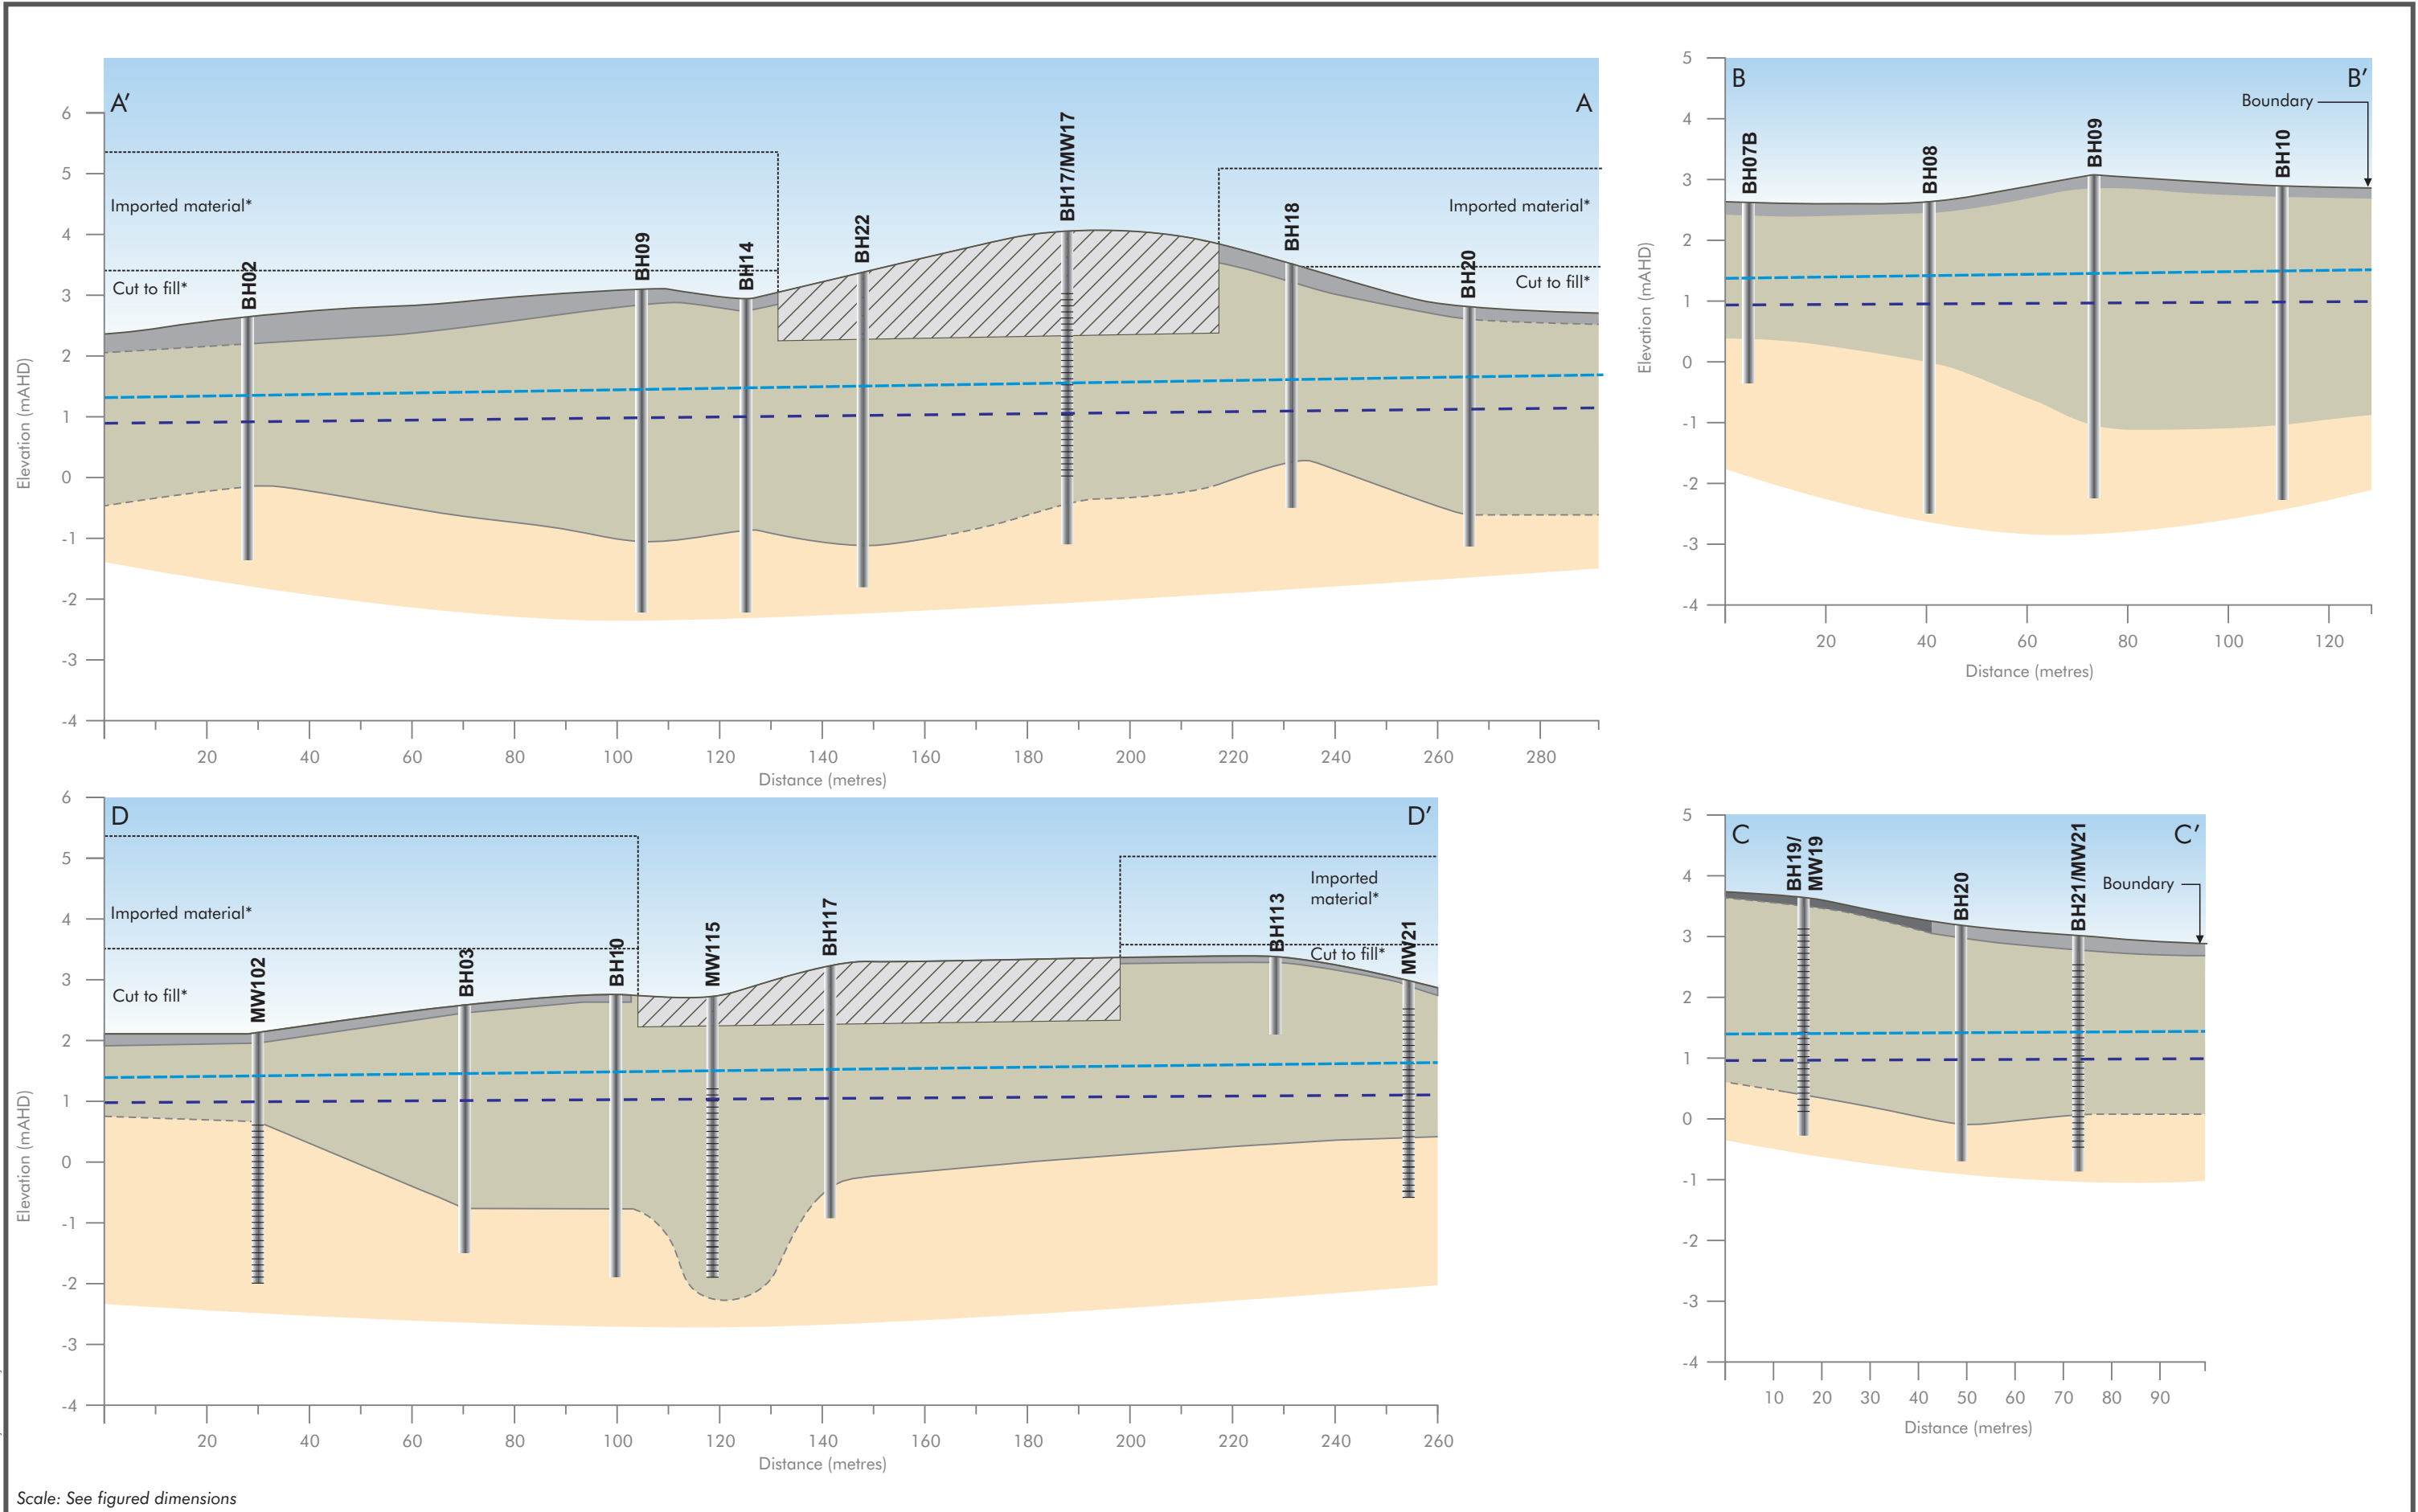 A′
A
6
5
4
3
2
1
0
-1
-2
-3
-4
Elevation (mAHD)
Imported material*
Cut to fill*
BH02
BH09
BH14
BH22
BH17/MW17
BH18
BH20
Imported material*
Cut to fill*
20 40 60 80 100 120 140 160 180 200 220 240 260 280
Distance (metres)
B
B′
Boundary
5
4
3
2
1
0
-1
-2
-3
-4
Elevation (mAHD)
BH07B
BH08
BH09
BH10
20 40 60 80 100 120
Distance (metres)
D
D′
6
5
4
3
2
1
0
-1
-2
-3
-4
Elevation (mAHD)
Imported material*
Cut to fill*
MW102
BH03
BH10
MW115
BH117
BH113
MW21
Imported
material*
Cut to fill*
20 40 60 80 100 120 140 160 180 200 220 240 260
Distance (metres)
C
C′
Boundary
5
4
3
2
1
0
-1
-2
-3
-4
BH19/
MW19
BH20
BH21/MW21
10 20 30 40 50 60 70 80 90
Distance (metres)
Scale: See figured dimensions